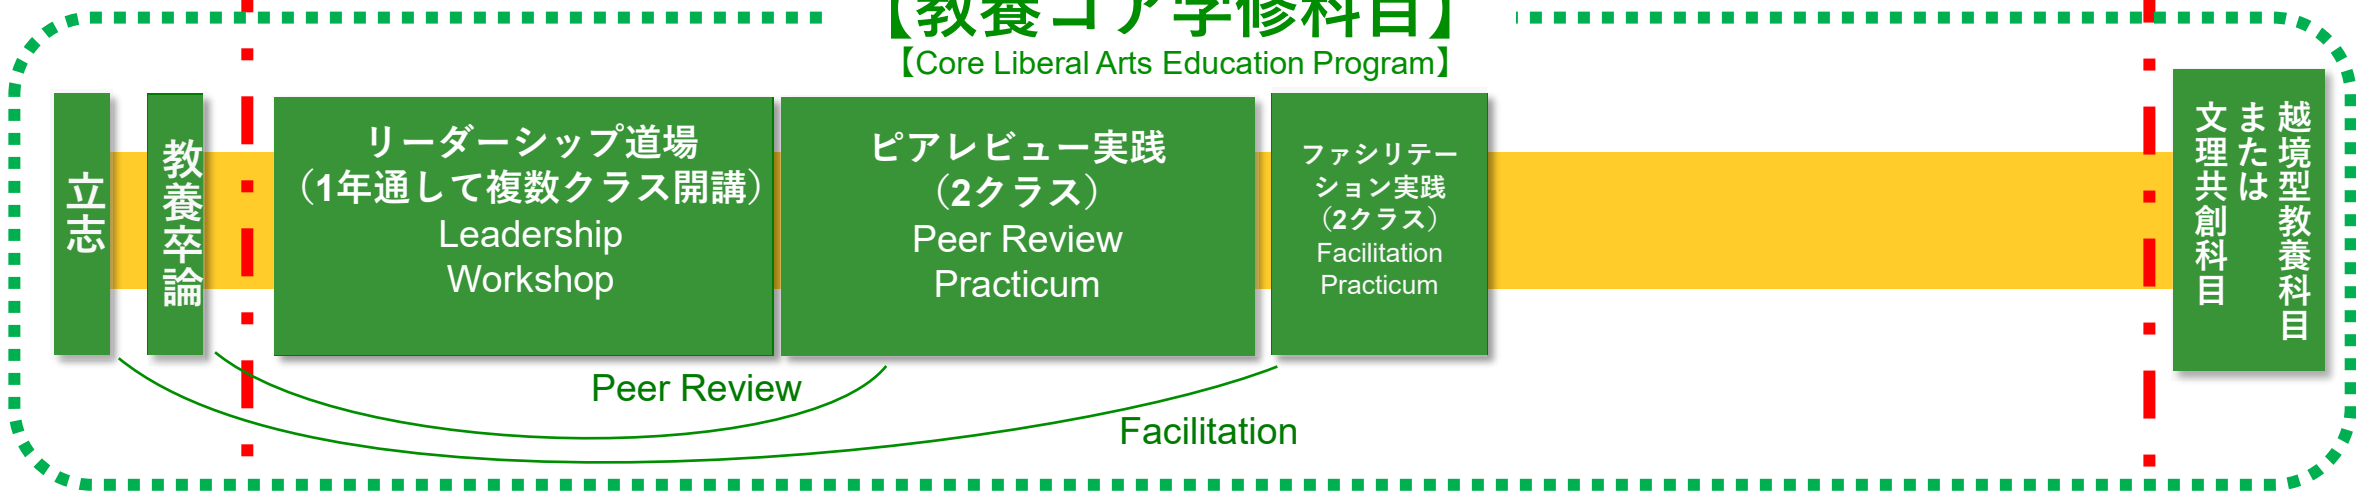 【教養コア学修科目】
【Core Liberal Arts Education Program】
立志
教養卒論
リーダーシップ道場
（1年通して複数クラス開講）
Leadership
Workshop
ピアレビュー実践
（2クラス）
Peer Review
Practicum
ファシリテー
ション実践
（2クラス）
Facilitation
Practicum
越境型教養科目
または
文理共創科目
Peer Review
Facilitation